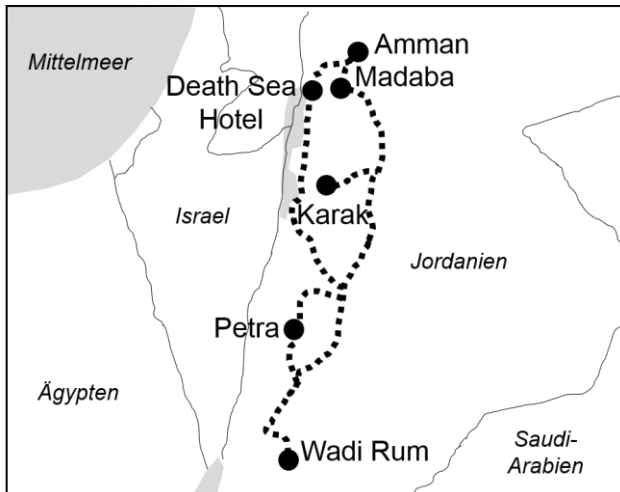 Mittelmeer
Amman
Madaba
Death Sea
Hotel
Israel
Karak
Jordanien
Petra
Ägypten
Wadi Rum
Saudi-
Arabien